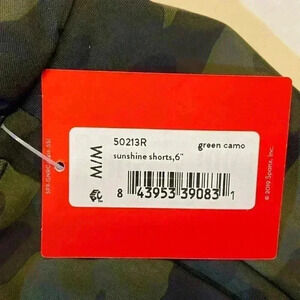 50213R
green camo
sunshine shorts,6"
M/M
8 43953 39083 1
© 2019 Spanx, Inc.